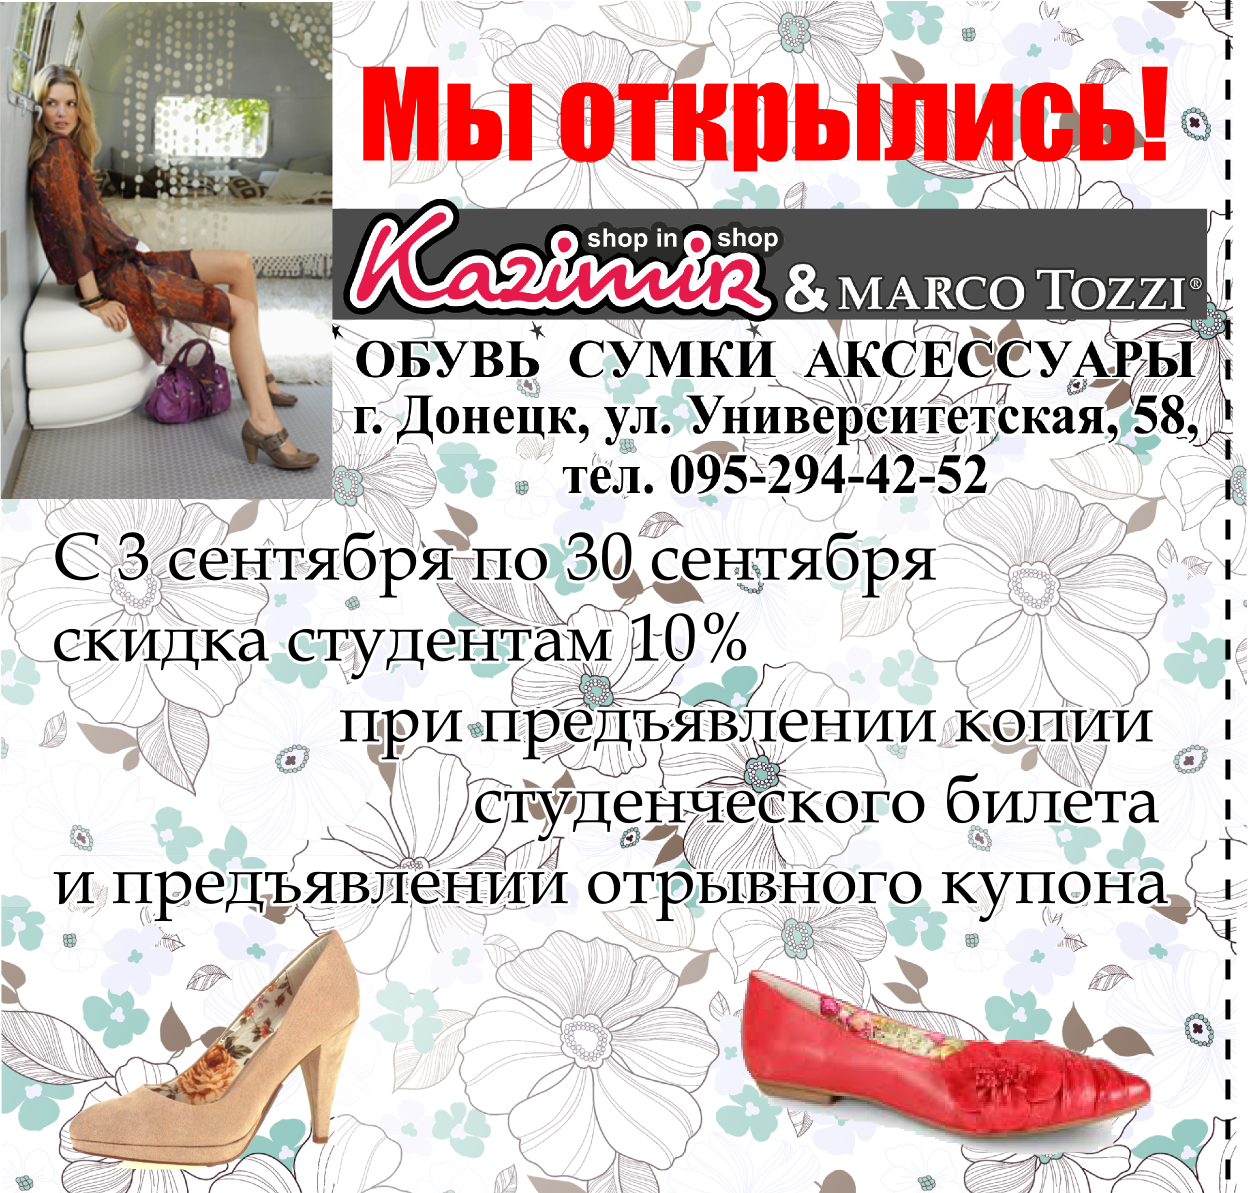 Мы открылись!
Kazimir shop in shop & MARCO TOZZI®
ОБУВЬ СУМКИ АКСЕССУАРЫ
г. Донецк, ул. Университетская, 58,
тел. 095-294-42-52
С 3 сентября по 30 сентября
скидка студентам 10%
при предъявлении копии
студенческого билета
и предъявлении отрывного купона